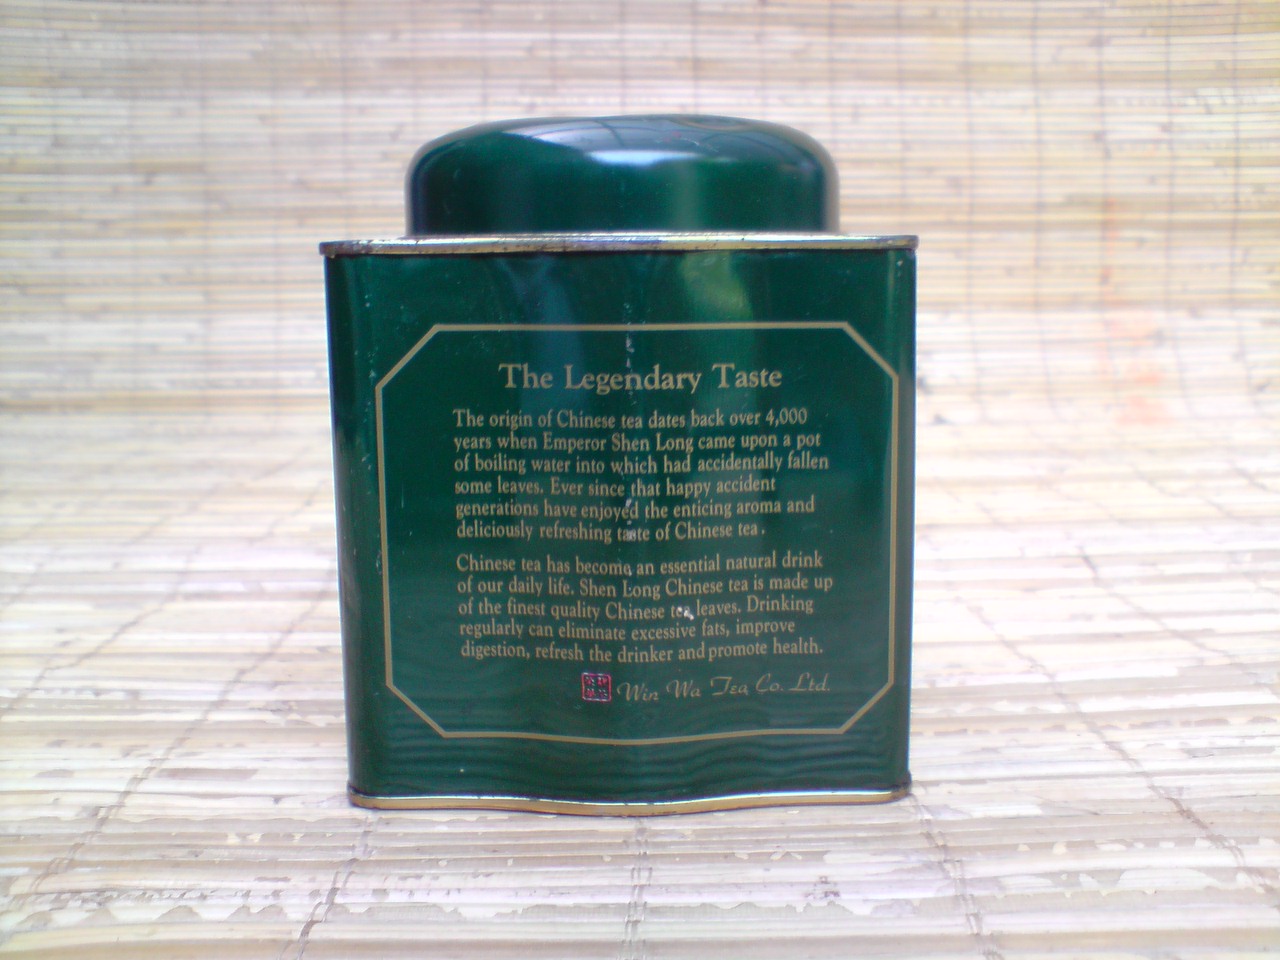 The Legendary Taste
The origin of Chinese tea dates back over 4,000
years when Emperor Shen Long came upon a pot
of boiling water into which had accidentally fallen
some leaves. Ever since that happy accident
generations have enjoyed the enticing aroma and
deliciously refreshing taste of Chinese tea.
Chinese tea has become an essential natural drink
of our daily life. Shen Long Chinese tea is made up
of the finest quality Chinese tea leaves. Drinking
regularly can eliminate excessive fats, improve
digestion, refresh the drinker and promote health.
Win Wa Tea Co. Ltd.